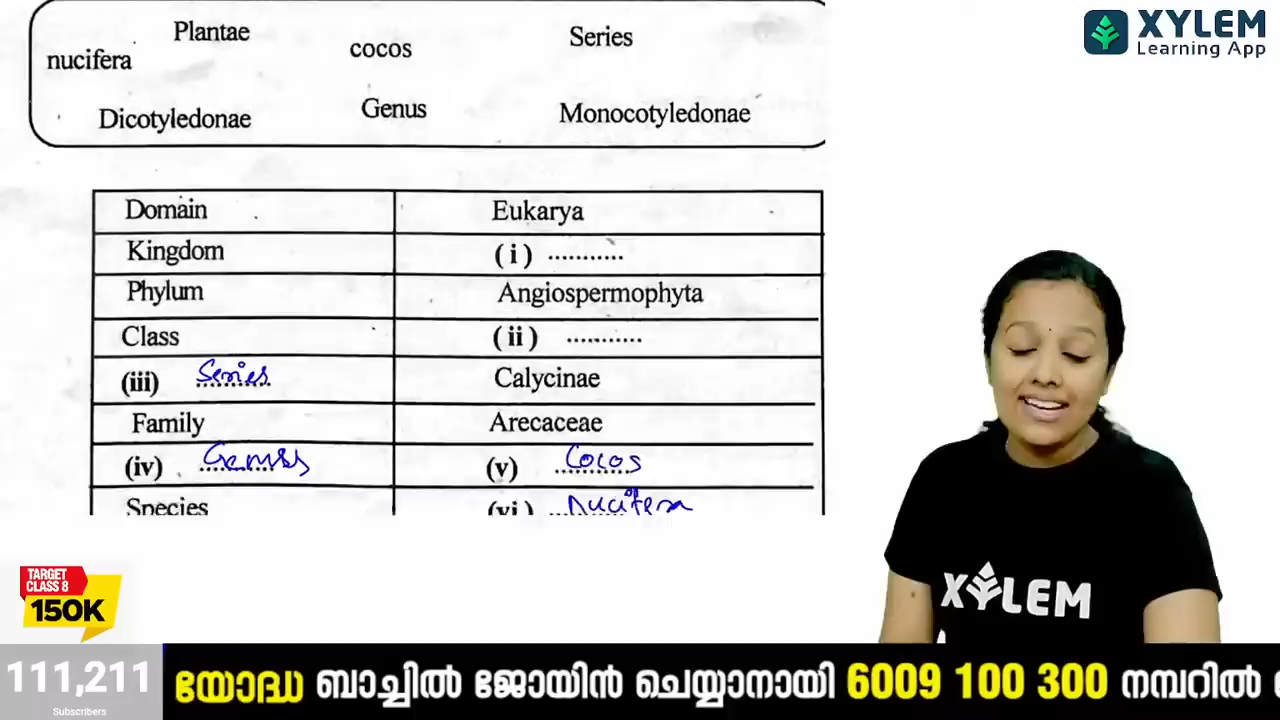 Plantae
nucifera
cocos
Series
Dicotyledonae
Genus
Monocotyledonae
XYLEM
Learning App
Domain Eukarya
Kingdom ( i ) ...........
Phylum Angiospermophyta
Class ( ii ) ...........
(iii) Series Calycinae
Family Arecaceae
(iv) Genus (v) Cocos
Species (vi) Nucifera
XYLEM
TARGET
CLASS 8
150K
111,211
Subscribers
യോദ്ധാ ബാച്ചിൽ ജോയിൻ ചെയ്യാനായി 6009 100 300 നമ്പറിൽ